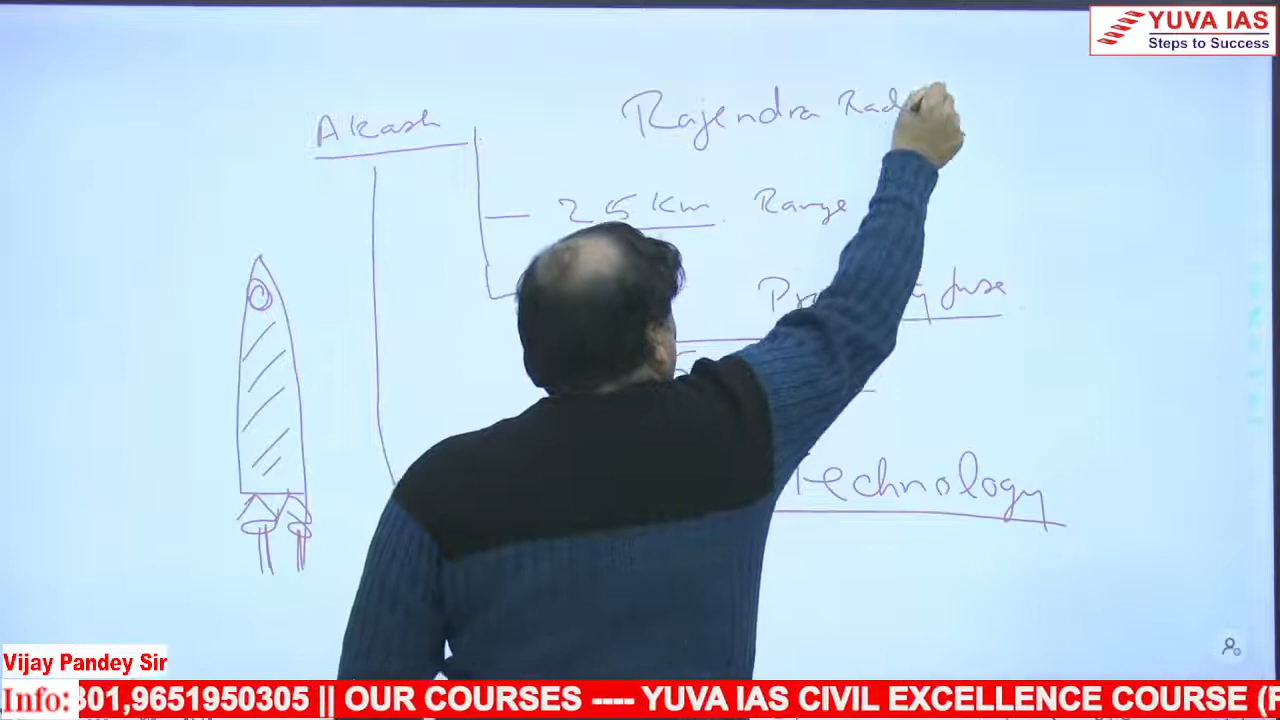 YUVA IAS
Steps to Success
Akash
Rajendra Rad
25 Km Range
fuse
Technology
Vijay Pandey Sir
Info: 301,9651950305 || OUR COURSES ---- YUVA IAS CIVIL EXCELLENCE COURSE (F